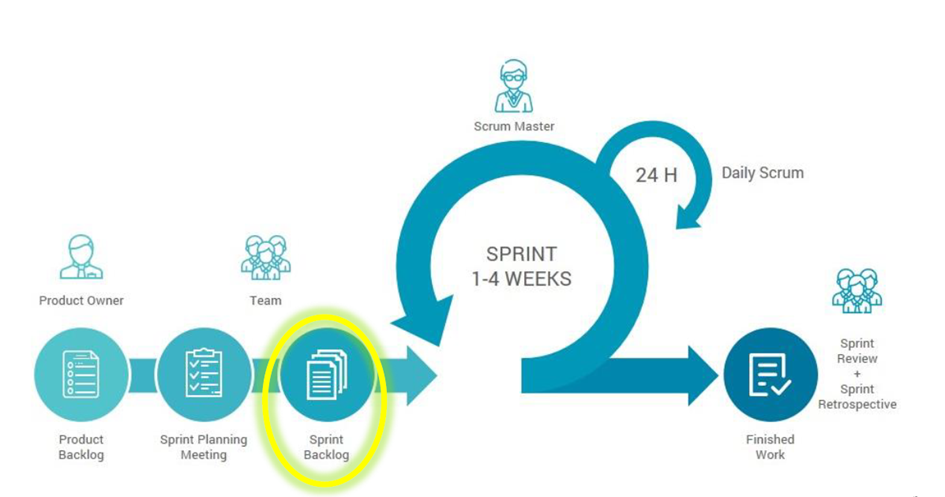 Scrum Master
24 H
Daily Scrum
SPRINT
1-4 WEEKS
Product Owner
Team
Product
Backlog
Sprint Planning
Meeting
Sprint
Backlog
Finished
Work
Sprint
Review
+
Sprint
Retrospective